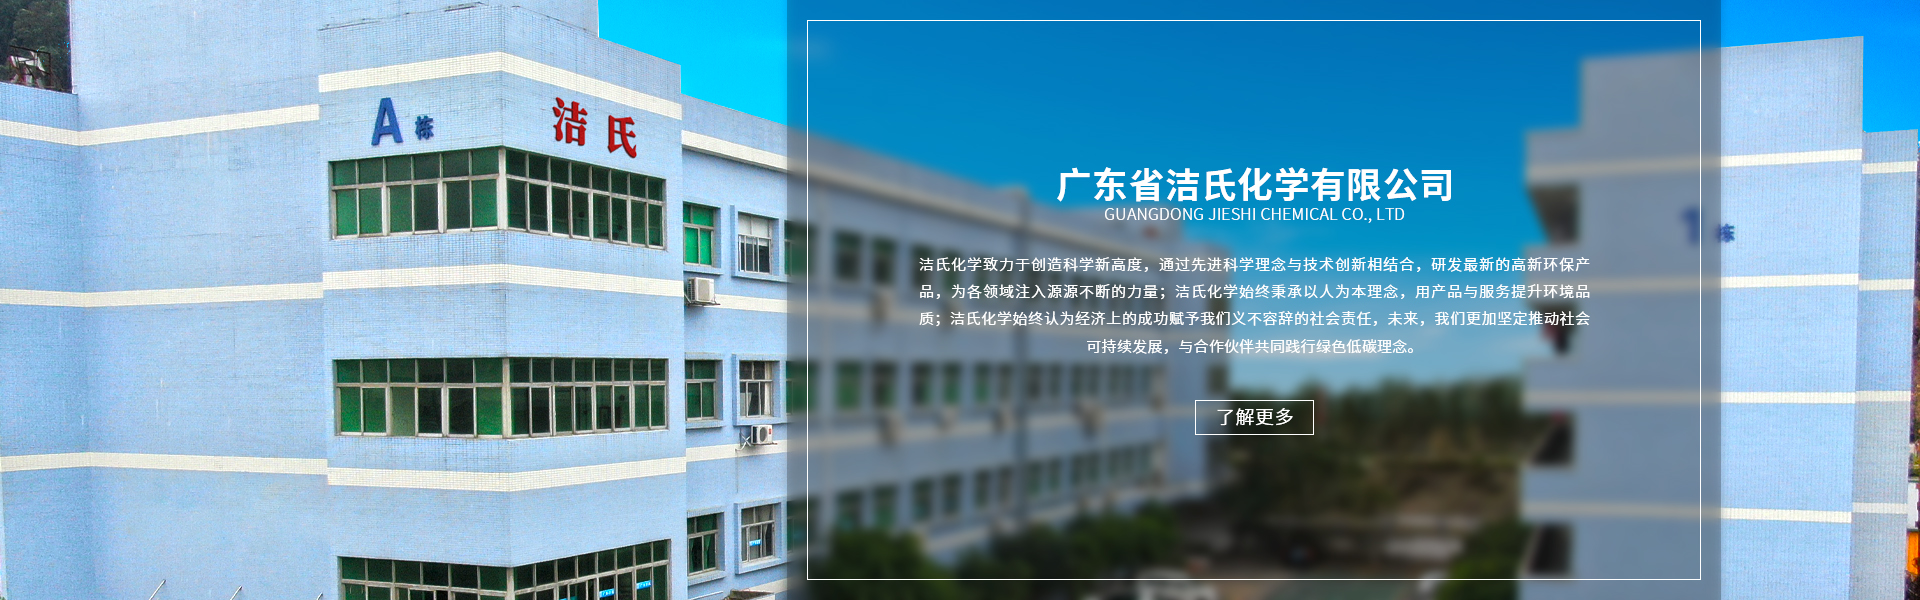 A栋
洁氏
广东省洁氏化学有限公司
GUANGDONG JIESHI CHEMICAL CO., LTD
洁氏化学致力于创造科学新高度，通过先进科学理念与技术创新相结合，研发最新的高新环保产
品，为各领域注入源源不断的力量；洁氏化学始终秉承以人为本理念，用产品与服务提升环境品
质；洁氏化学始终认为经济上的成功赋予我们义不容辞的社会责任，未来，我们更加坚定推动社会
可持续发展，与合作伙伴共同践行绿色低碳理念。
了解更多
1栋